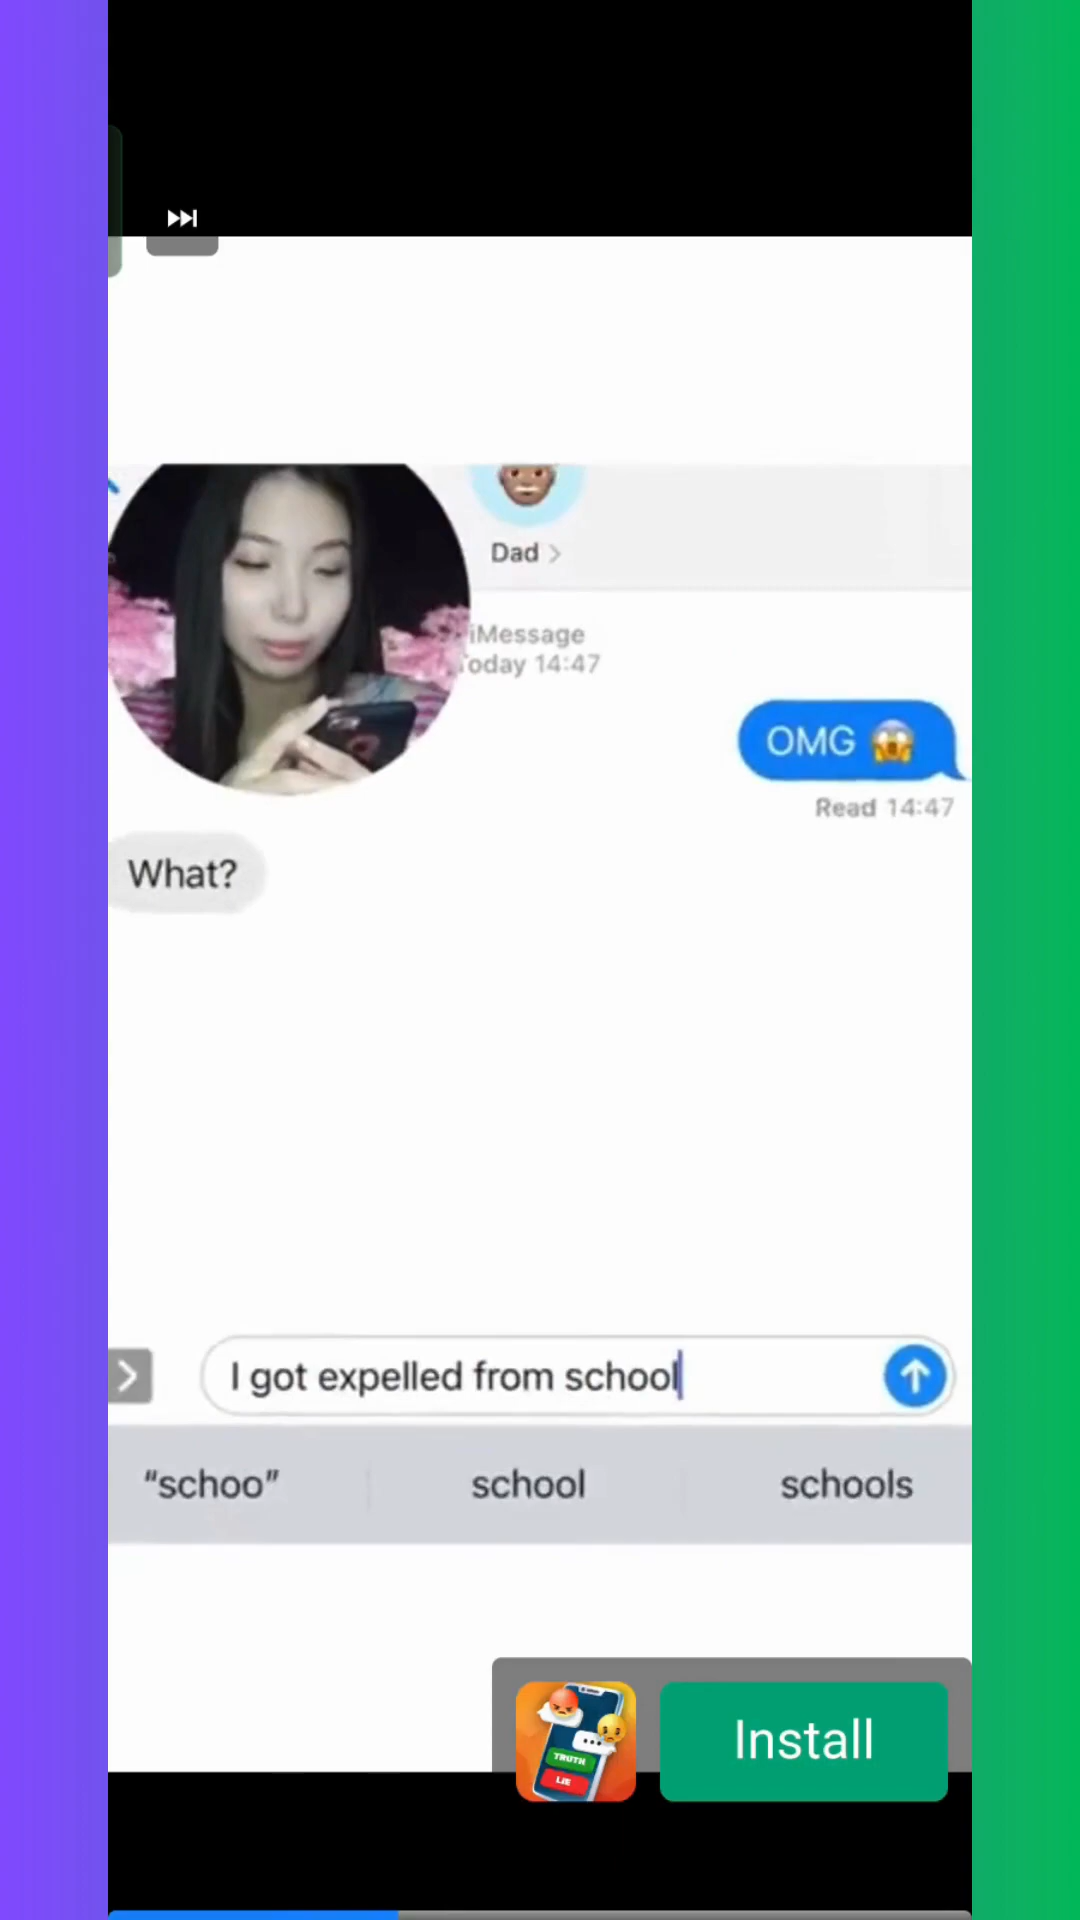 Dad
iMessage
Today 14:47
OMG 😱
Read 14:47
What?
I got expelled from school
“schoo” school schools
TRUTH
LIE
Install